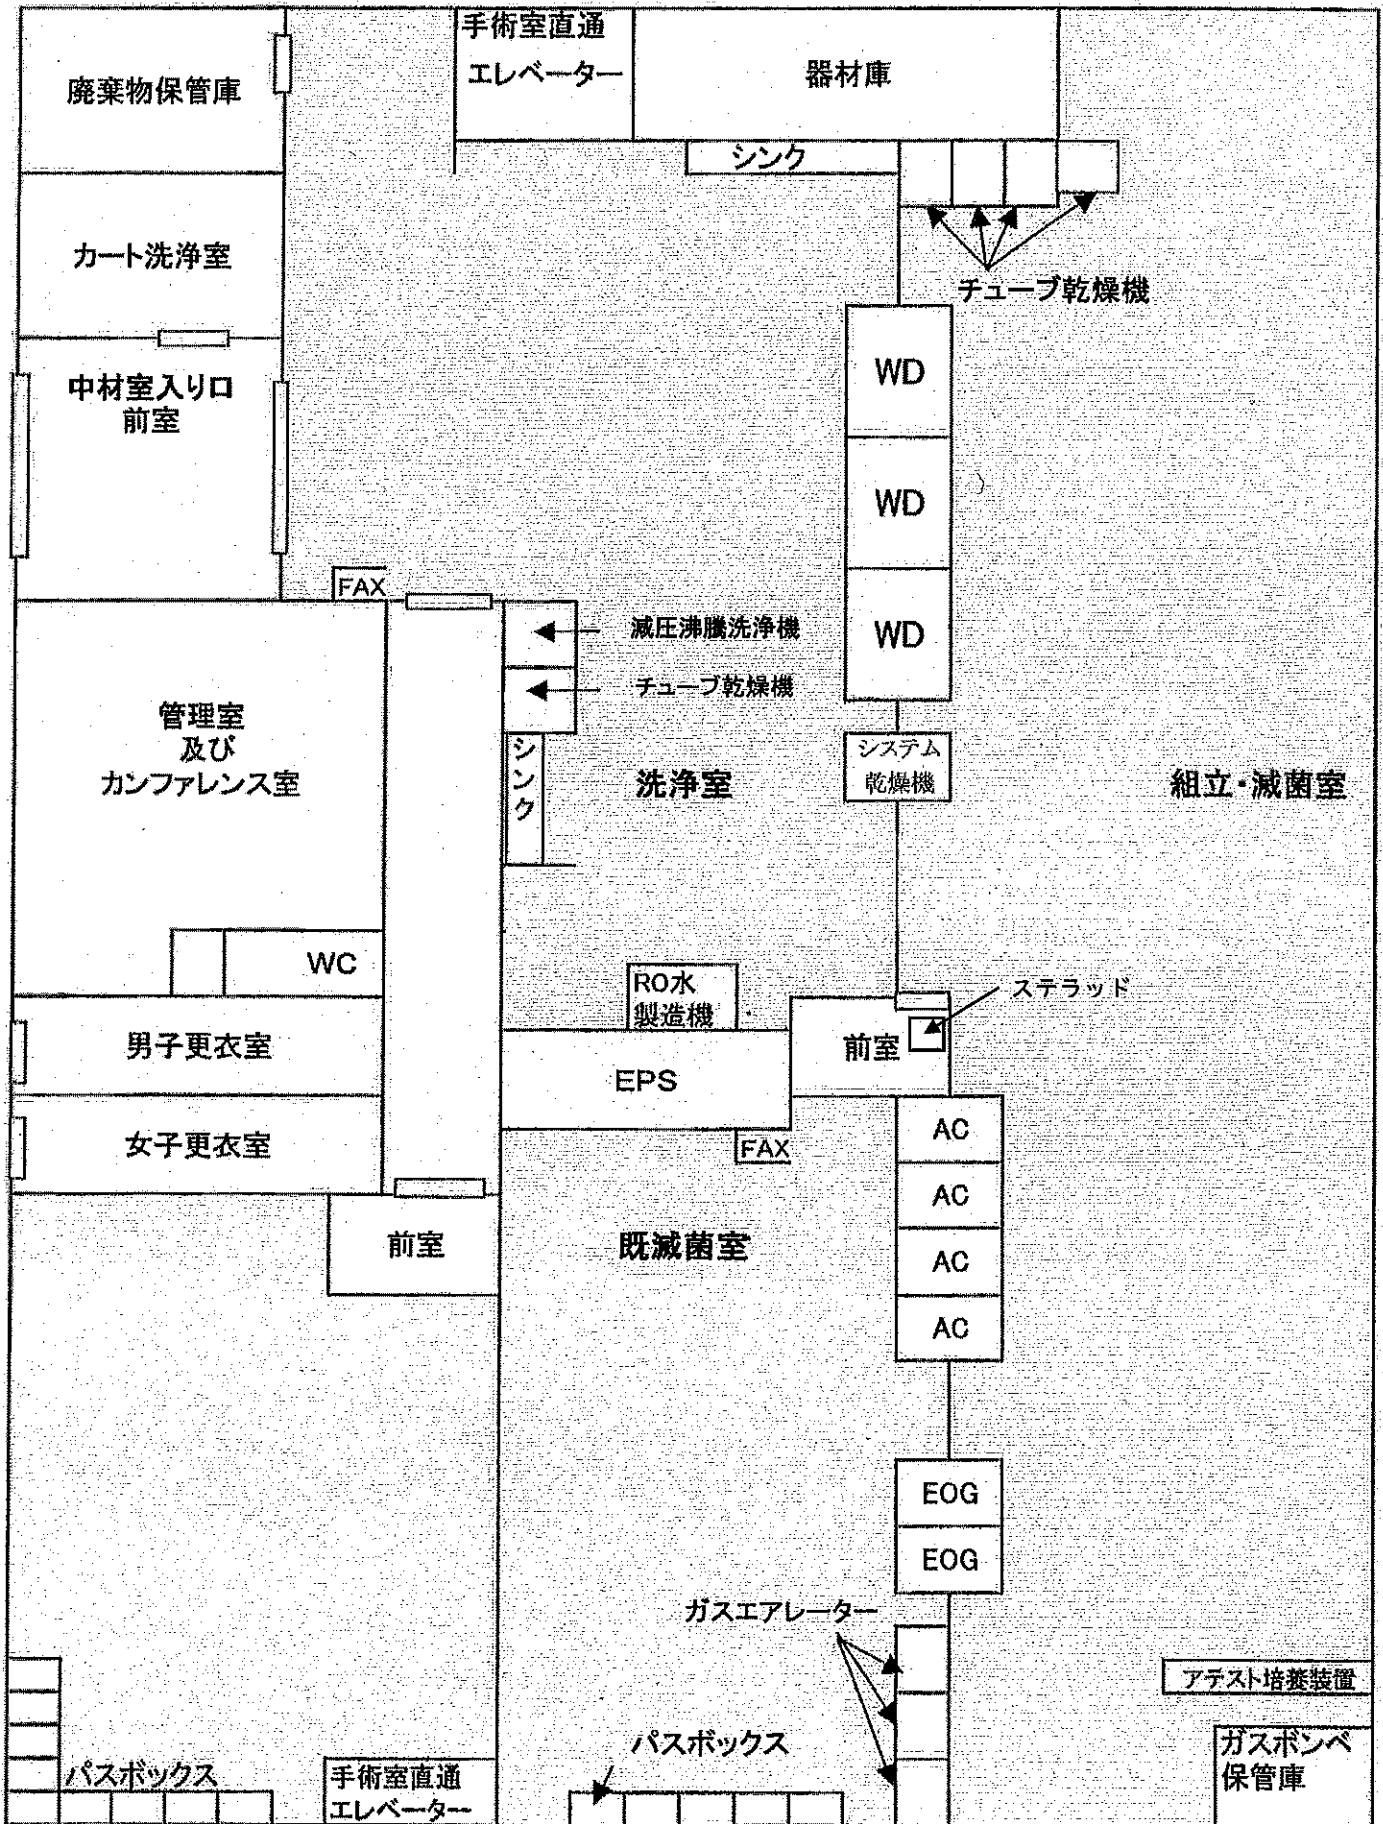 手術室直通
エレベーター
器材庫
廃棄物保管庫
シンク
カート洗浄室
チューブ乾燥機
WD
中材室入り口
前室
WD
FAX
減圧沸騰洗浄機
WD
チューブ乾燥機
管理室
及び
カンファレンス室
シンク
洗浄室
システム
乾燥機
組立・滅菌室
WC
RO水
製造機
ステラッド
男子更衣室
前室
EPS
女子更衣室
FAX
AC
AC
前室
既滅菌室
AC
AC
EOG
EOG
ガスエアレーター
アテスト培養装置
パスボックス
パスボックス
手術室直通
エレベーター
ガスボンベ
保管庫